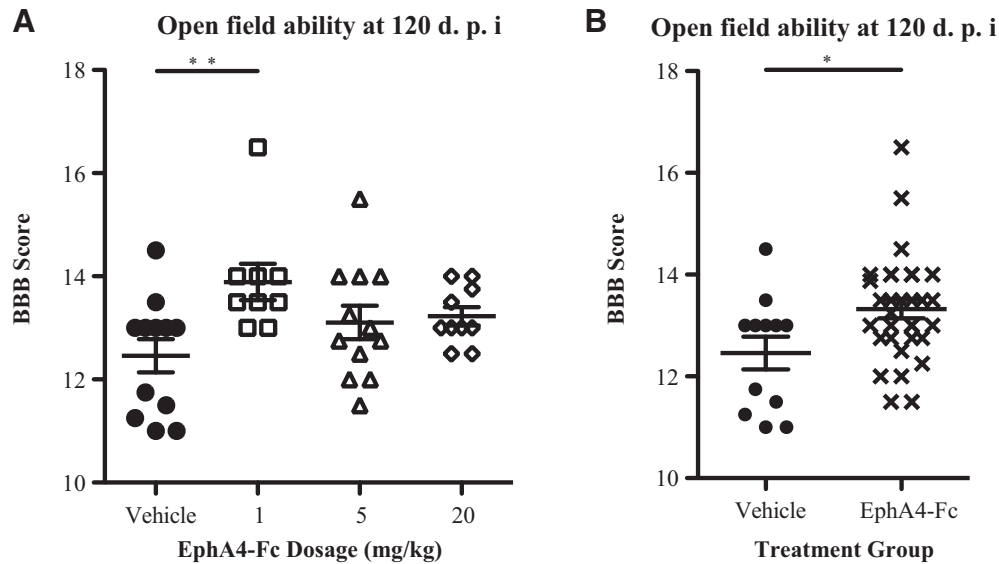 A
Open field ability at 120 d. p. i
**
18
16
14
12
10
BBB Score
Vehicle 1 5 20
EphA4-Fc Dosage (mg/kg)
B
Open field ability at 120 d. p. i
*
18
16
14
12
10
BBB Score
Vehicle EphA4-Fc
Treatment Group